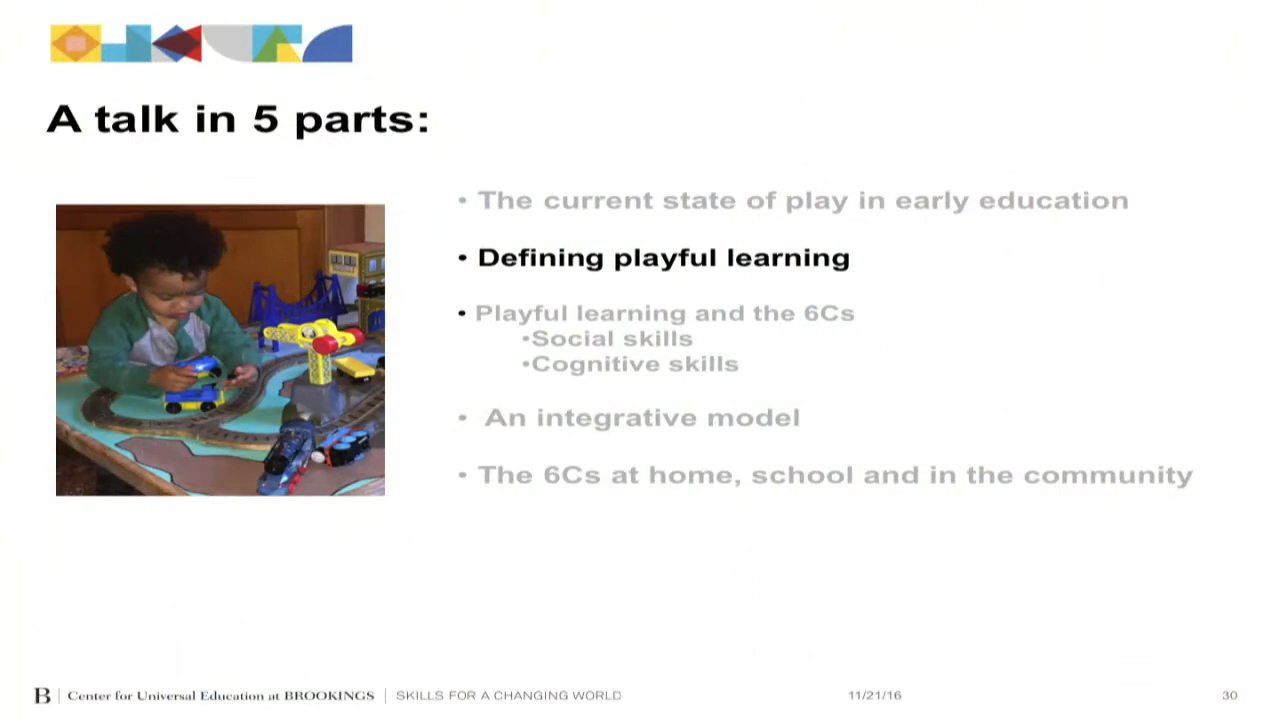 A talk in 5 parts:
• The current state of play in early education
• Defining playful learning
• Playful learning and the 6Cs
•Social skills
•Cognitive skills
• An integrative model
• The 6Cs at home, school and in the community
B | Center for Universal Education at BROOKINGS | SKILLS FOR A CHANGING WORLD 11/21/16 30